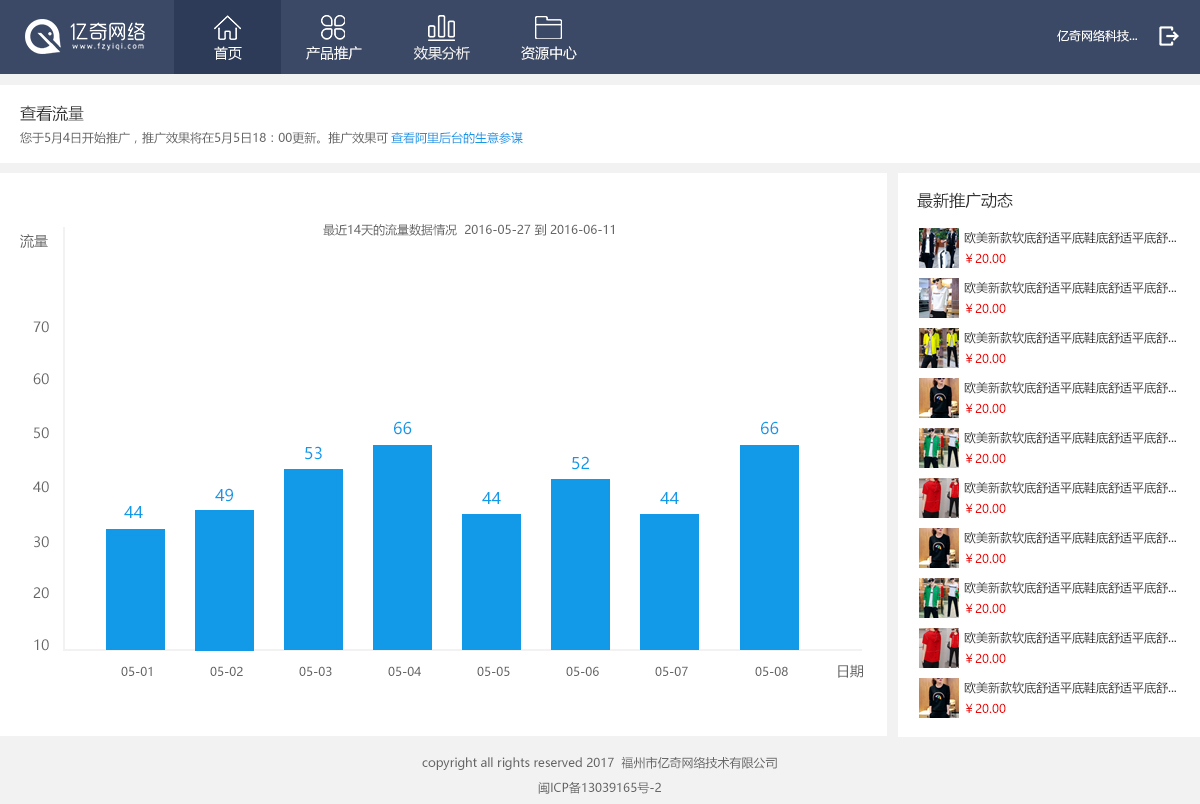 亿奇网络
www.fzyiqi.com
首页
产品推广
效果分析
资源中心
亿奇网络科技...
查看流量
您于5月4日开始推广，推广效果将在5月5日18：00更新。推广效果可 查看阿里后台的生意参谋
最近14天的流量数据情况 2016-05-27 到 2016-06-11
流量
70
60
50
40
30
20
10
44
49
53
66
44
52
44
66
05-01
05-02
05-03
05-04
05-05
05-06
05-07
05-08
日期
最新推广动态
欧美新款软底舒适平底鞋底舒适平底舒...
¥20.00
欧美新款软底舒适平底鞋底舒适平底舒...
¥20.00
欧美新款软底舒适平底鞋底舒适平底舒...
¥20.00
欧美新款软底舒适平底鞋底舒适平底舒...
¥20.00
欧美新款软底舒适平底鞋底舒适平底舒...
¥20.00
欧美新款软底舒适平底鞋底舒适平底舒...
¥20.00
欧美新款软底舒适平底鞋底舒适平底舒...
¥20.00
欧美新款软底舒适平底鞋底舒适平底舒...
¥20.00
欧美新款软底舒适平底鞋底舒适平底舒...
¥20.00
欧美新款软底舒适平底鞋底舒适平底舒...
¥20.00
copyright all rights reserved 2017 福州市亿奇网络技术有限公司
闽ICP备13039165号-2